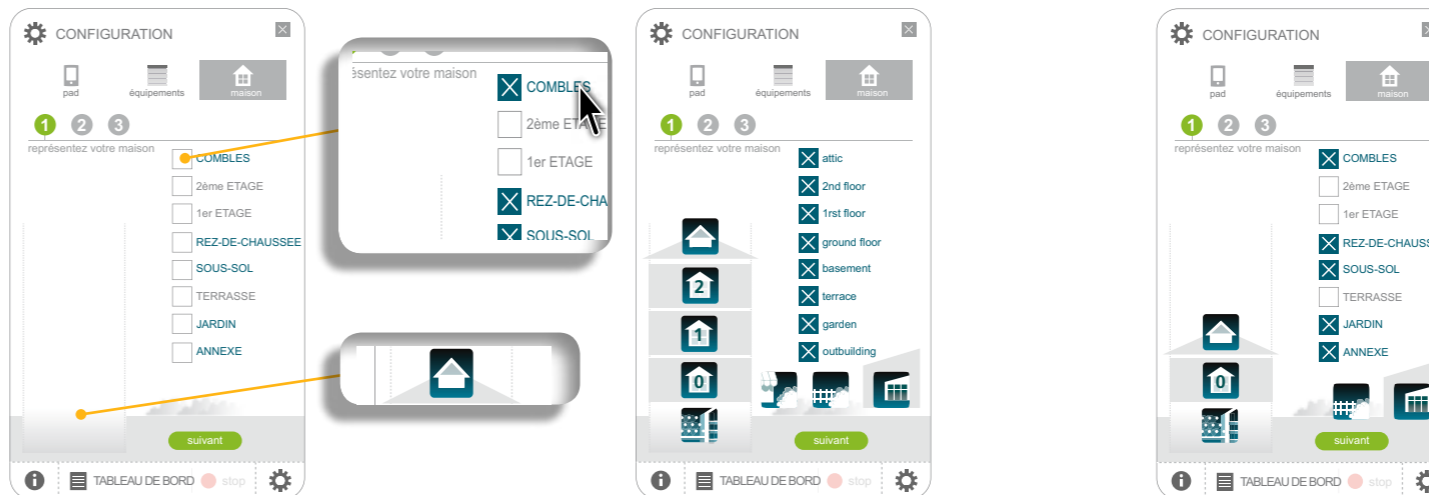 CONFIGURATION
pad
équipements
maison
1 2 3
représentez votre maison
COMBLES
2ème ETAGE
1er ETAGE
REZ-DE-CHAUSSEE
SOUS-SOL
TERRASSE
JARDIN
ANNEXE
suivant
TABLEAU DE BORD
stop
ésentez votre maison
COMBLES
2ème ETAGE
1er ETAGE
REZ-DE-CHA
SOUS-SOL
CONFIGURATION
pad
équipements
maison
1 2 3
représentez votre maison
attic
2nd floor
1rst floor
ground floor
basement
terrace
garden
outbuilding
2
1
0
suivant
TABLEAU DE BORD
stop
CONFIGURATION
pad
équipements
maison
1 2 3
représentez votre maison
COMBLES
2ème ETAGE
1er ETAGE
REZ-DE-CHAUSS
SOUS-SOL
TERRASSE
JARDIN
ANNEXE
0
suivant
TABLEAU DE BORD
stop